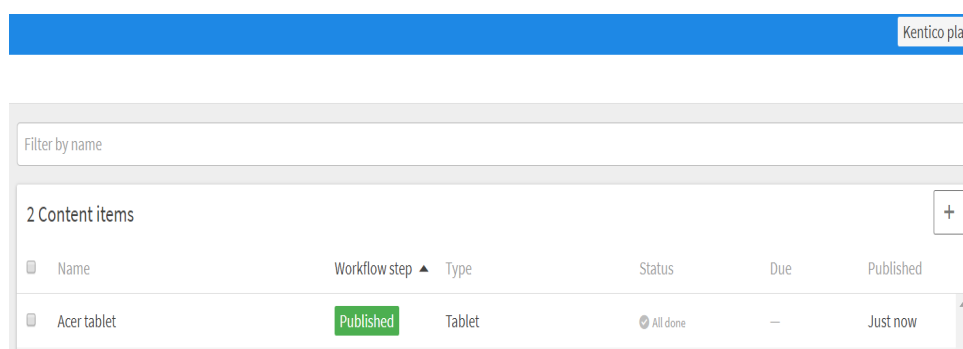 Kentico pla
Filter by name
2 Content items
+
Name Workflow step ▲ Type Status Due Published
Acer tablet Published Tablet All done — Just now